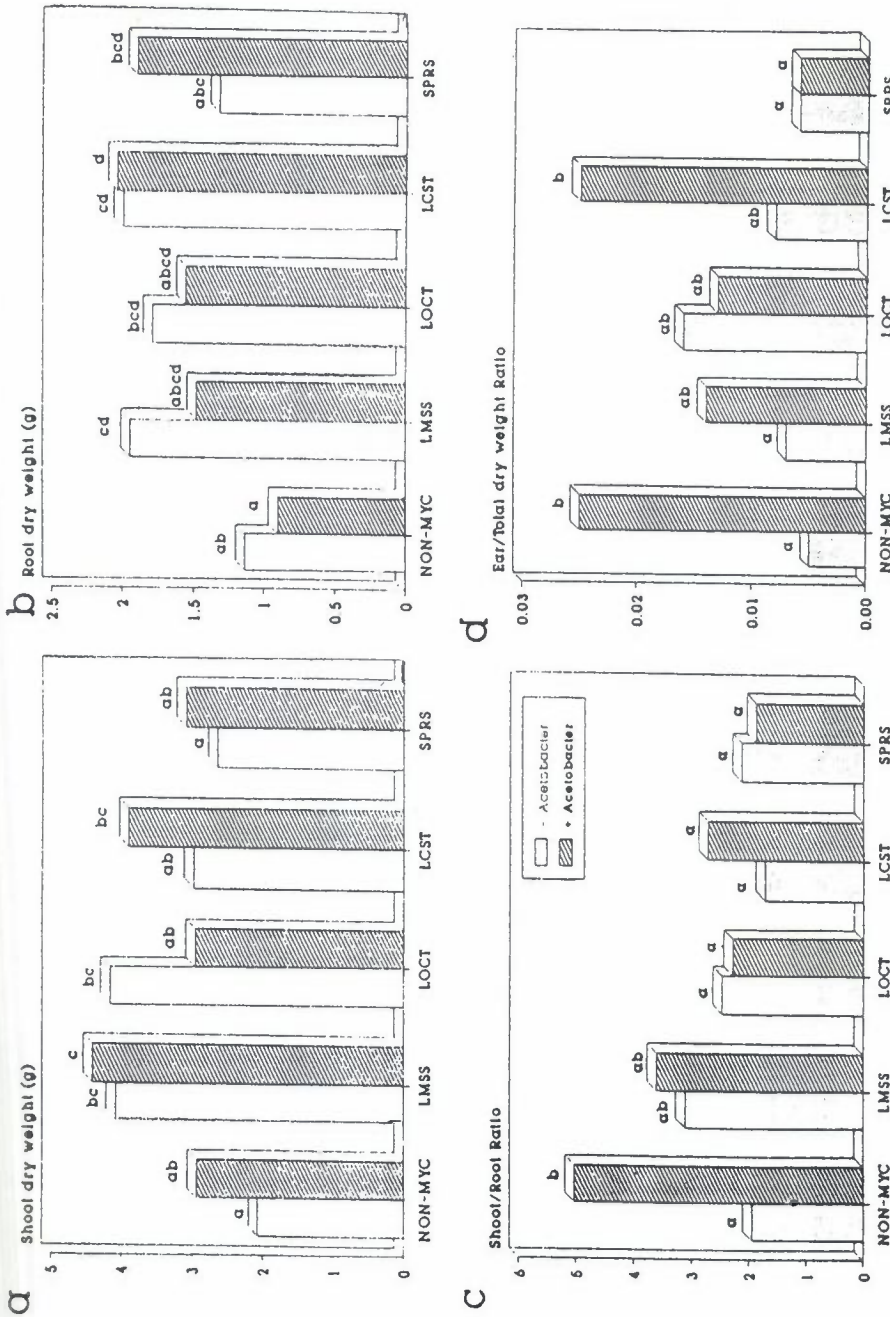 a
Shoot dry weight (g)
5
4
3
2
1
0
a ab bc c bc ab ab bc a ab
NON-MYC LMSS LOCT LCST SPRS
b
Root dry weight (g)
2.5
2
1.5
1
0.5
0
ab a cd abcd bcd abcd cd d abc bcd
NON-MYC LMSS LOCT LCST SPRS
c
Shoot/Root Ratio
6
5
4
3
2
1
0
- Acetobacter
+ Acetobacter
a b ab ab a a a a a a
NON-MYC LMSS LOCT LCST SPRS
d
Ear/Total dry weight Ratio
0.03
0.02
0.01
0.00
a b a ab ab ab ab b a a
NON-MYC LMSS LOCT LCST SPRS